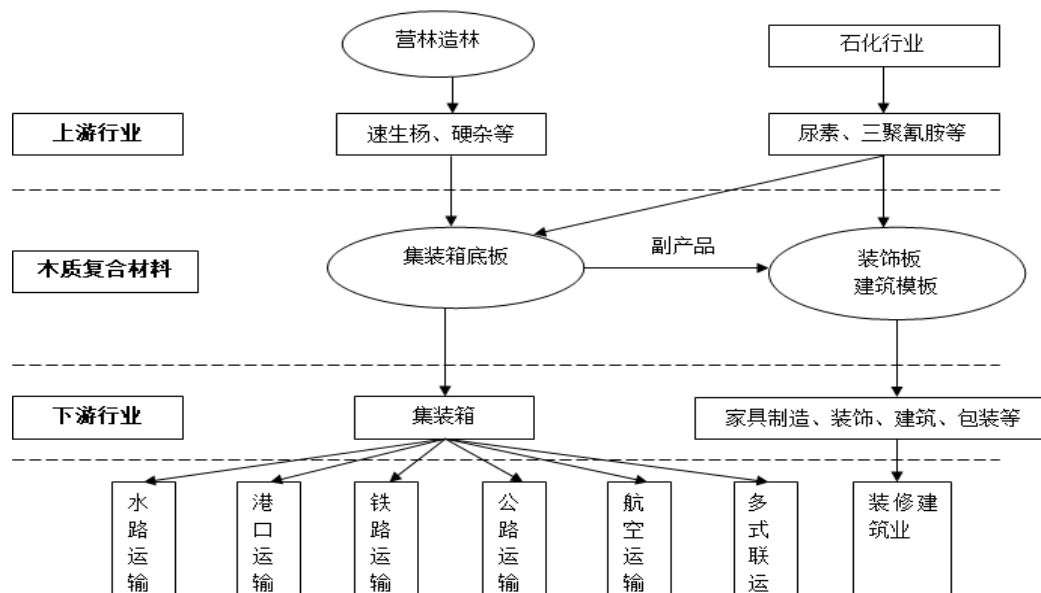 营林造林
石化行业
上游行业
速生杨、硬杂等
尿素、三聚氰胺等
木质复合材料
集装箱底板
副产品
装饰板
建筑模板
下游行业
集装箱
家具制造、装饰、建筑、包装等
水路运输
港口运输
铁路运输
公路运输
航空运输
多式联运
装修建
筑业